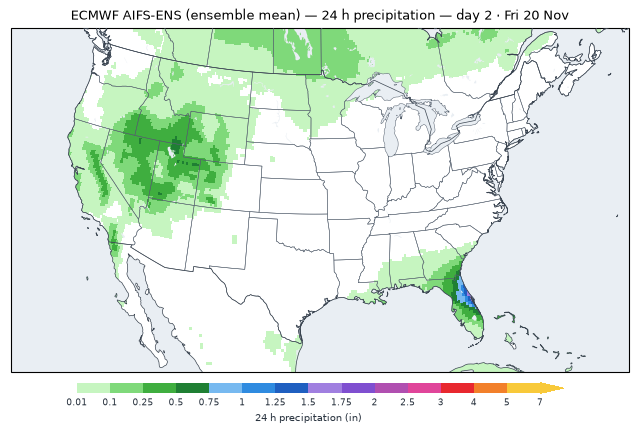 ECMWF AIFS-ENS (ensemble mean) — 24 h precipitation — day 2 · Fri 20 Nov
0.01 0.1 0.25 0.5 0.75 1 1.25 1.5 1.75 2 2.5 3 4 5 7
24 h precipitation (in)